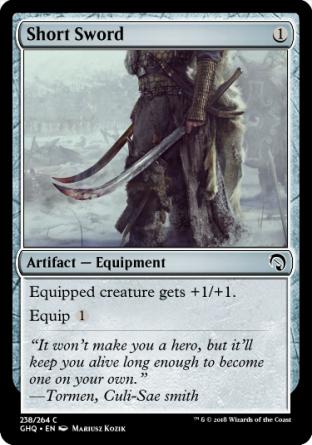 Short Sword 1
Artifact — Equipment
Equipped creature gets +1/+1.
Equip 1
“It won’t make you a hero, but it’ll
keep you alive long enough to become
one on your own.”
—Tormen, Culi-Sae smith
238/264 C
GHQ • EN Mariusz Kozik
™ & © 2018 Wizards of the Coast